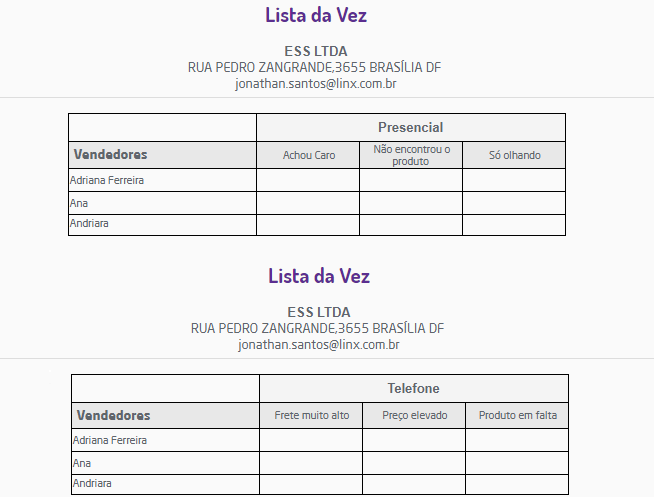 Lista da Vez
ESS LTDA
RUA PEDRO ZANGRANDE,3655 BRASÍLIA DF
jonathan.santos@linx.com.br
Presencial
Vendedores Achou Caro Não encontrou o produto Só olhando
Adriana Ferreira
Ana
Andriara
Lista da Vez
ESS LTDA
RUA PEDRO ZANGRANDE,3655 BRASÍLIA DF
jonathan.santos@linx.com.br
Telefone
Vendedores Frete muito alto Preço elevado Produto em falta
Adriana Ferreira
Ana
Andriara